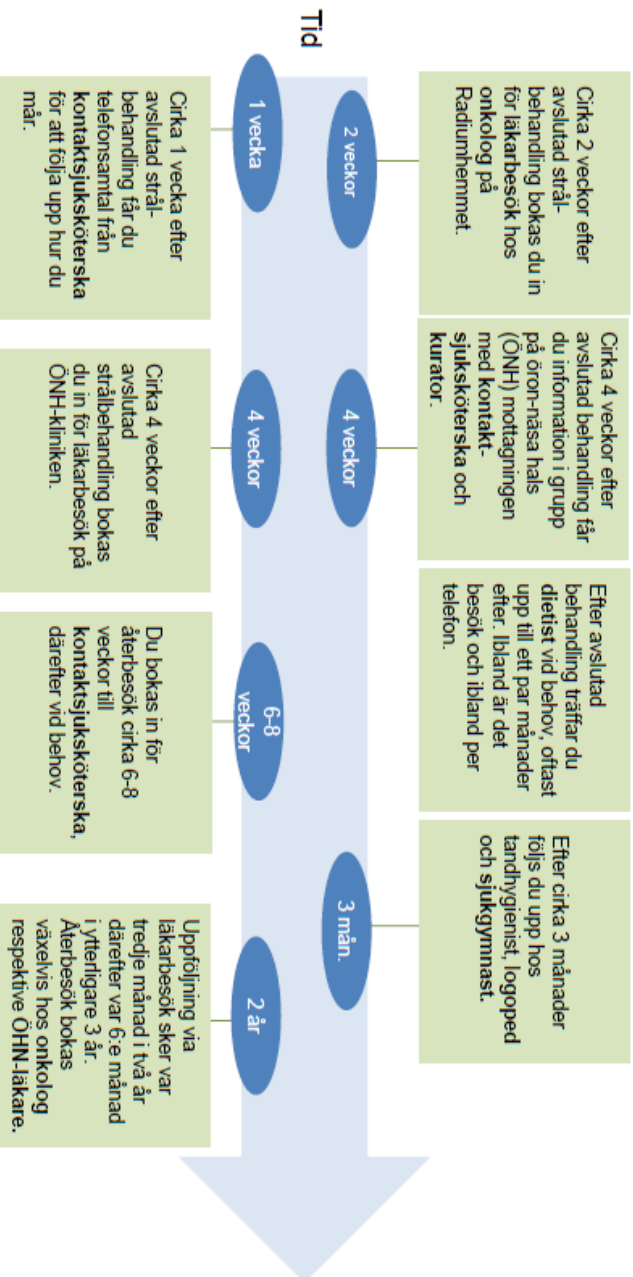 Tid
Cirka 2 veckor efter
avslutad strål-
behandling bokas du in
för läkarbesök hos
onkolog på
Radiumhemmet.
Cirka 4 veckor efter
avslutad behandling får
du information i grupp
på öron-näsa hals
(ÖNH) mottagningen
med kontakt-
sjuksköterska och
kurator.
Efter avslutad
behandling träffar du
dietist vid behov, oftast
upp till ett par månader
efter. Ibland är det
besök och ibland per
telefon.
Efter cirka 3 månader
följs du upp hos
tandhygienist, logoped
och sjukgymnast.
2 veckor
4 veckor
3 mån.
1 vecka
4 veckor
6-8
veckor
2 år
Cirka 1 vecka efter
avslutad strål-
behandling får du
telefonsamtal från
kontaktsjuksköterska
för att följa upp hur du
mår.
Cirka 4 veckor efter
avslutad
strålbehandling bokas
du in för läkarbesök på
ÖNH-kliniken.
Du bokas in för
återbesök cirka 6-8
veckor till
kontaktsjuksköterska,
därefter vid behov.
Uppföljning via
läkarbesök sker var
tredje månad i två år
därefter var 6:e månad
i ytterligare 3 år.
Återbesök bokas
växelvis hos onkolog
respektive ÖHN-läkare.